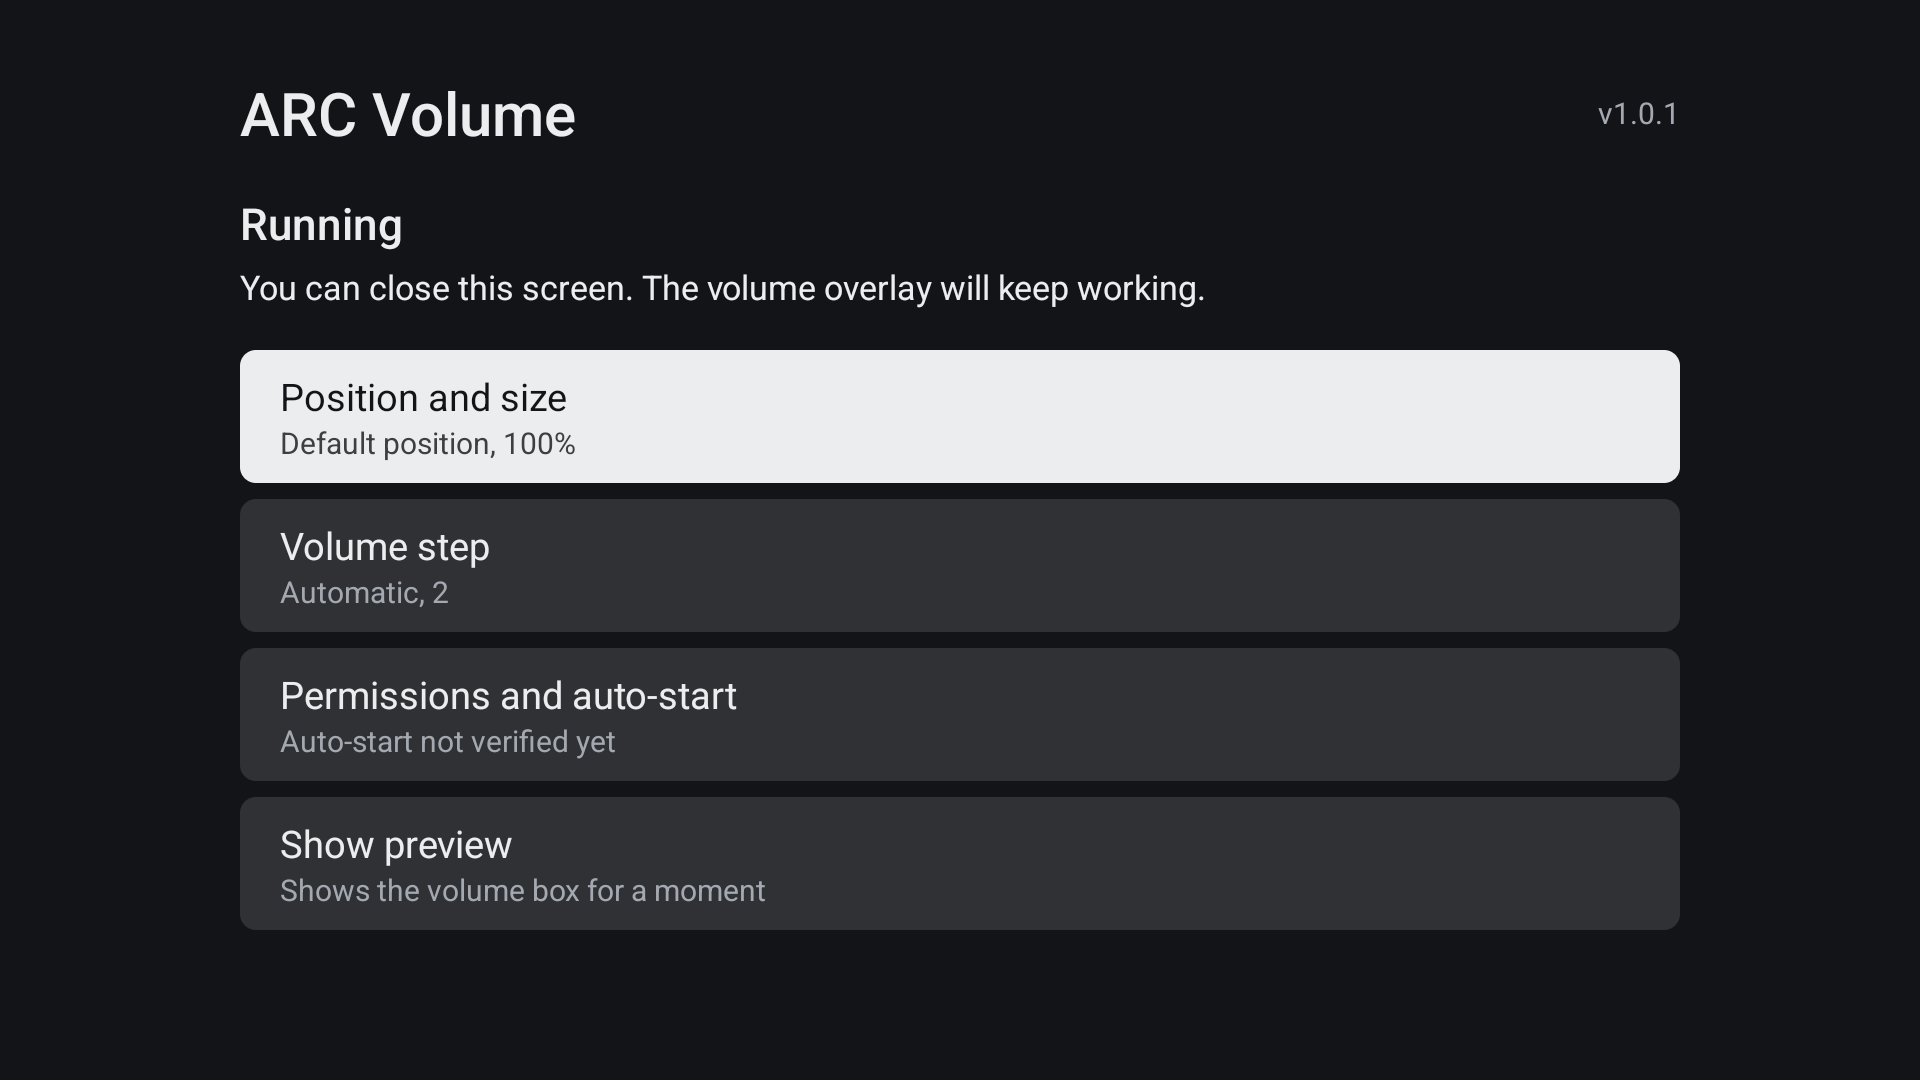 ARC Volume
v1.0.1
Running
You can close this screen. The volume overlay will keep working.
Position and size
Default position, 100%
Volume step
Automatic, 2
Permissions and auto-start
Auto-start not verified yet
Show preview
Shows the volume box for a moment